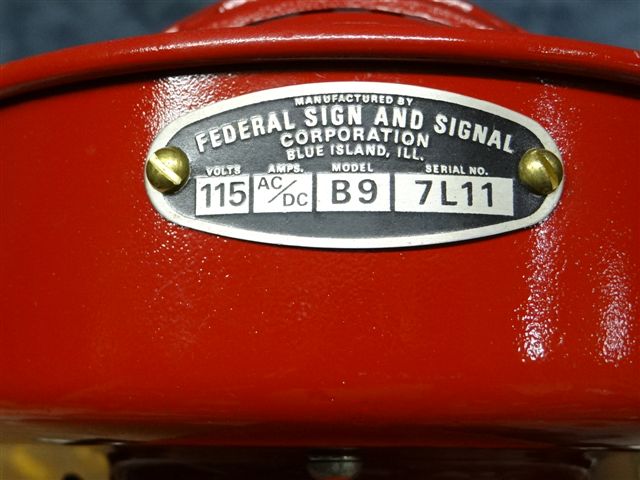 MANUFACTURED BY
FEDERAL SIGN AND SIGNAL
CORPORATION
BLUE ISLAND, ILL.
VOLTS AMPS. MODEL SERIAL NO.
115 AC/DC B9 7L11